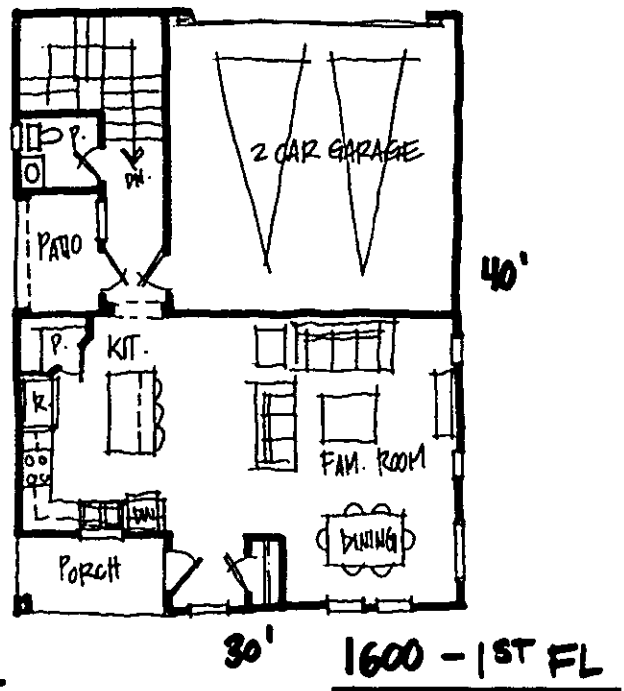 P.
2 CAR GARAGE
DN.
PATIO
40'
P.
KIT.
R.
FAM. ROOM
DW
DINING
PORCH
30'
1600 - 1ST FL